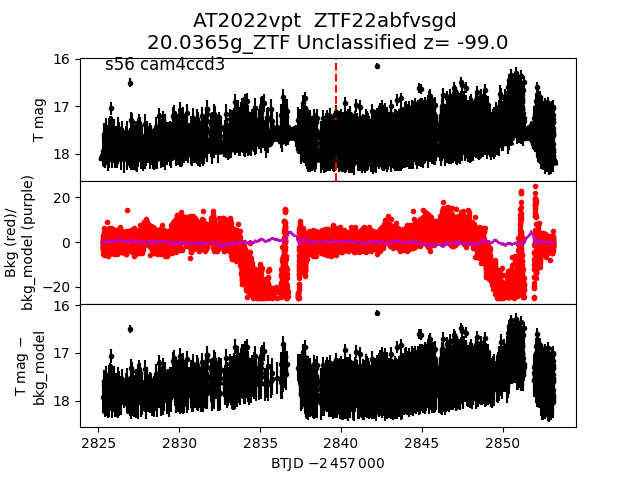 AT2022vpt  ZTF22abfvsgd
20.0365g_ZTF Unclassified z= -99.0
s56 cam4ccd3
T mag
16
17
18
Bkg (red)/
bkg_model (purple)
20
0
−20
T mag −
bkg_model
16
17
18
2825 2830 2835 2840 2845 2850
BTJD −2 457 000